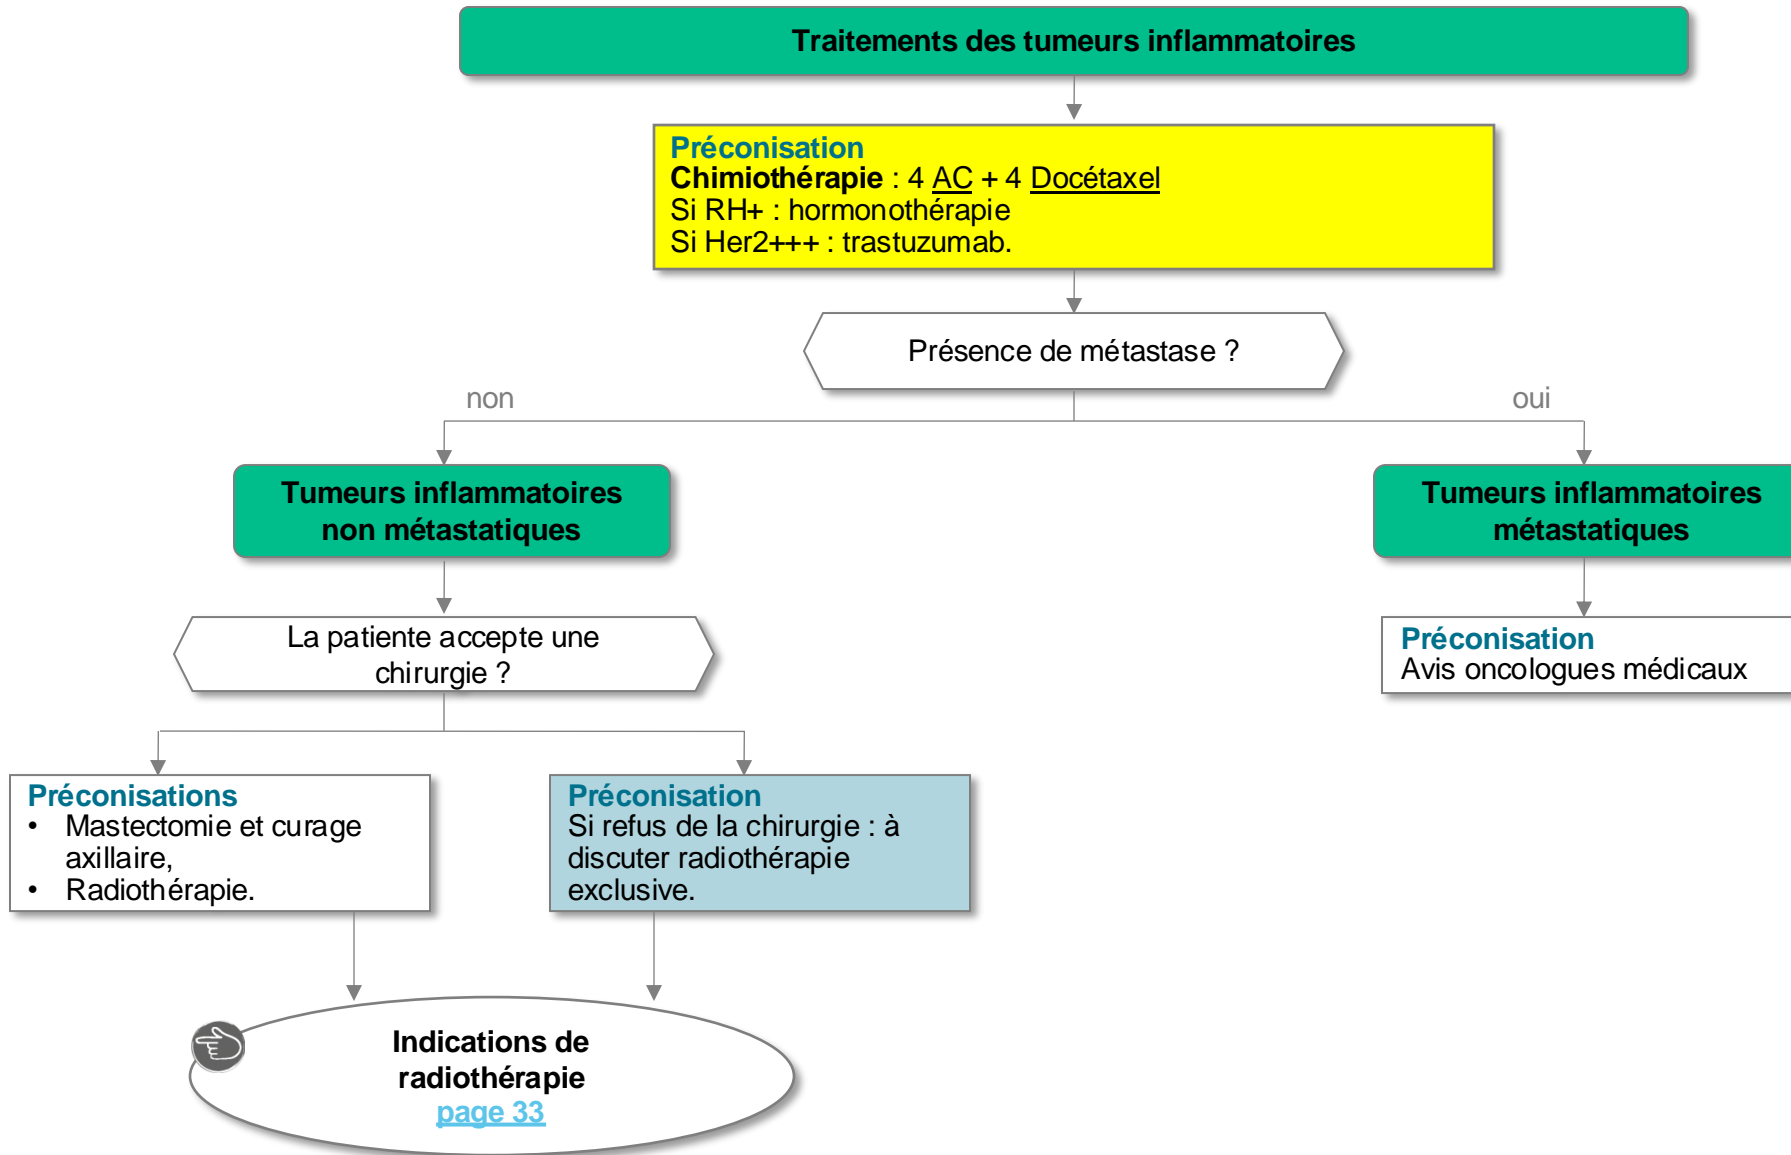 Traitements des tumeurs inflammatoires
Préconisation
Chimiothérapie : 4 AC + 4 Docétaxel
Si RH+ : hormonothérapie
Si Her2+++ : trastuzumab.
Présence de métastase ?
non
oui
Tumeurs inflammatoires
non métastatiques
Tumeurs inflammatoires
métastatiques
La patiente accepte une
chirurgie ?
Préconisation
Avis oncologues médicaux
Préconisations
• Mastectomie et curage
axillaire,
• Radiothérapie.
Préconisation
Si refus de la chirurgie : à
discuter radiothérapie
exclusive.
Indications de
radiothérapie
page 33